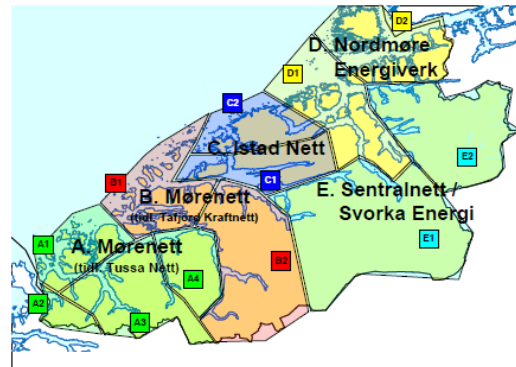 D2
D. Nordmøre
Energiverk
D1
C2
C. Istad Nett
E2
C1
B1
B. Mørenett
(tidl. Tafjord Kraftnett)
E. Sentralnett /
Svorka Energi
E1
A1
A. Mørenett
(tidl. Tussa Nett)
B2
A4
A2
A3